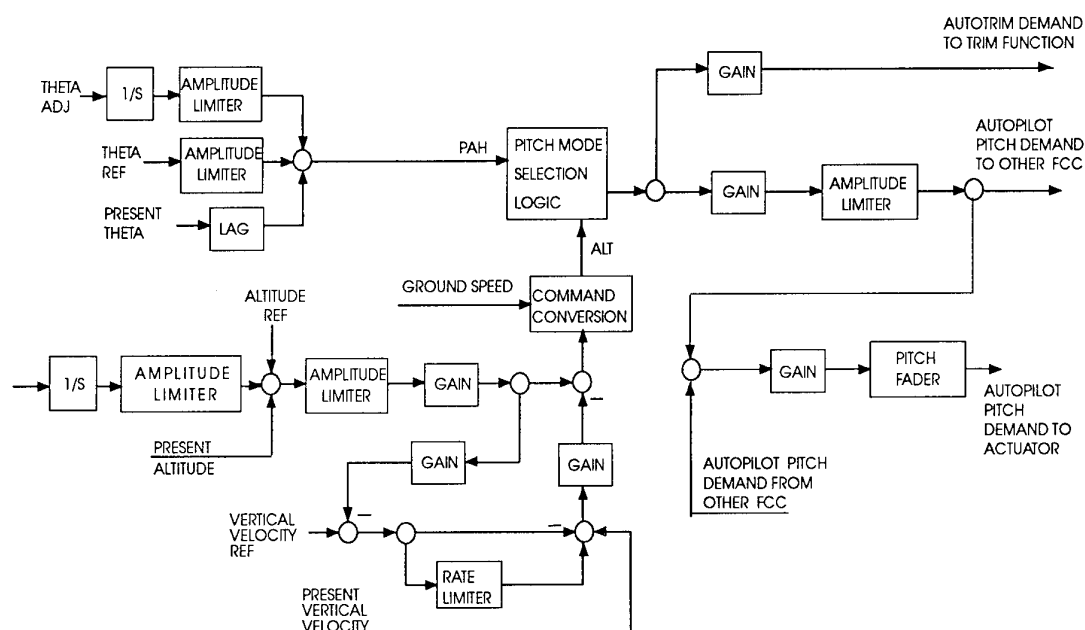 AUTOTRIM DEMAND
TO TRIM FUNCTION
GAIN
THETA
ADJ
1/S
AMPLITUDE
LIMITER
THETA
REF
AMPLITUDE
LIMITER
PRESENT
THETA
LAG
PAH
PITCH MODE
SELECTION
LOGIC
GAIN
AMPLITUDE
LIMITER
AUTOPILOT
PITCH DEMAND
TO OTHER FCC
ALT
GROUND SPEED
COMMAND
CONVERSION
ALTITUDE
REF
1/S
AMPLITUDE
LIMITER
AMPLITUDE
LIMITER
GAIN
–
PRESENT
ALTITUDE
GAIN
GAIN
GAIN
PITCH
FADER
AUTOPILOT
PITCH
DEMAND TO
ACTUATOR
AUTOPILOT PITCH
DEMAND FROM
OTHER FCC
VERTICAL
VELOCITY
REF
–
–
RATE
LIMITER
PRESENT
VERTICAL
VELOCITY